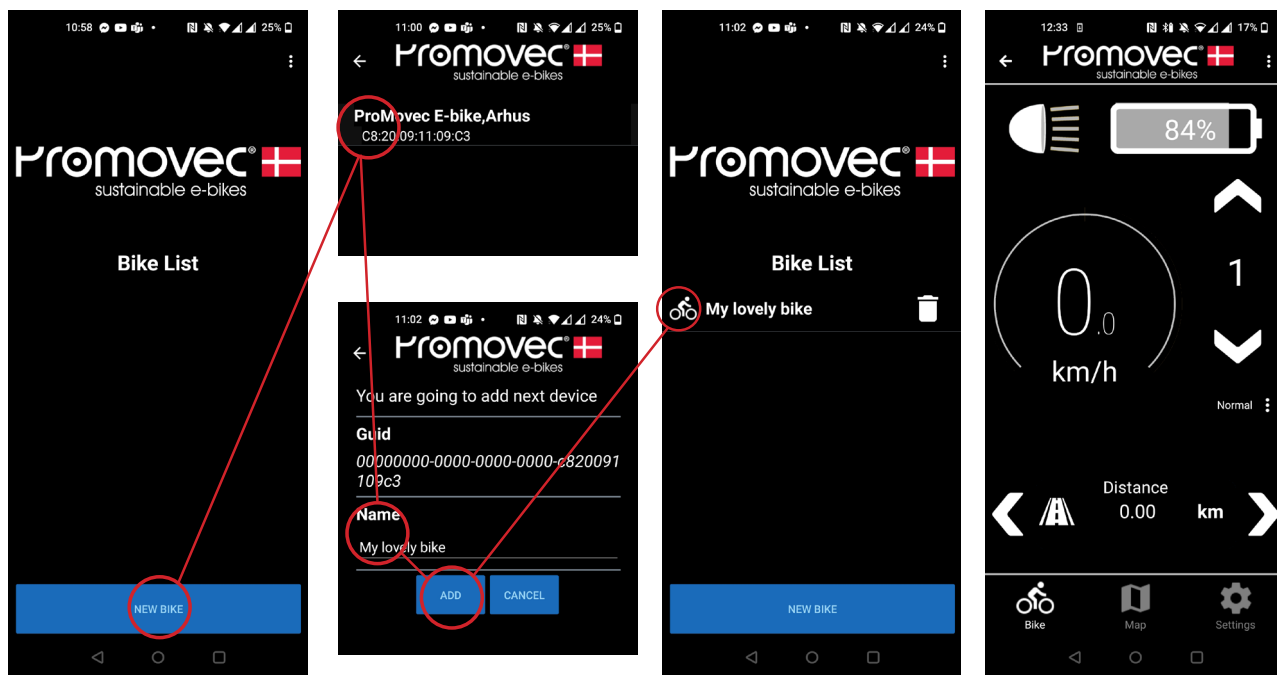 10:58
25%
Promovec®
sustainable e-bikes
Bike List
NEW BIKE
11:00
25%
Promovec®
sustainable e-bikes
ProMovec E-bike,Arhus
C8:20:09:11:09:C3
11:02
24%
Promovec®
sustainable e-bikes
You are going to add next device
Guid
00000000-0000-0000-0000-c820091
109c3
Name
My lovely bike
ADD CANCEL
11:02
24%
Promovec®
sustainable e-bikes
Bike List
My lovely bike
NEW BIKE
12:33
17%
Promovec®
sustainable e-bikes
84%
1
0.0
km/h
Normal
Distance
0.00 km
Bike Map Settings